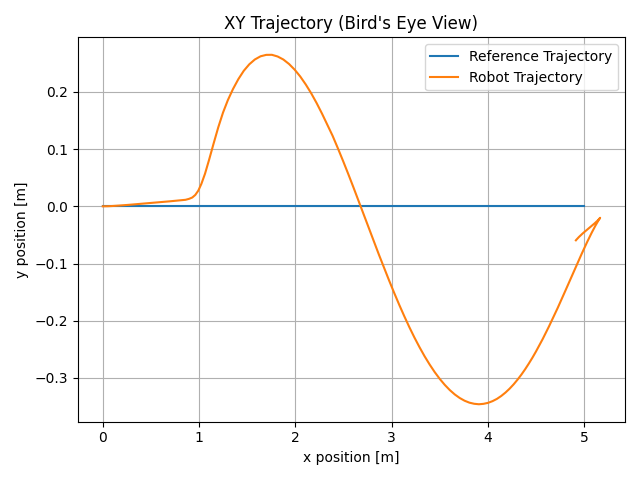 XY Trajectory (Bird's Eye View)
Reference Trajectory
Robot Trajectory
y position [m]
0.2
0.1
0.0
−0.1
−0.2
−0.3
0 1 2 3 4 5
x position [m]